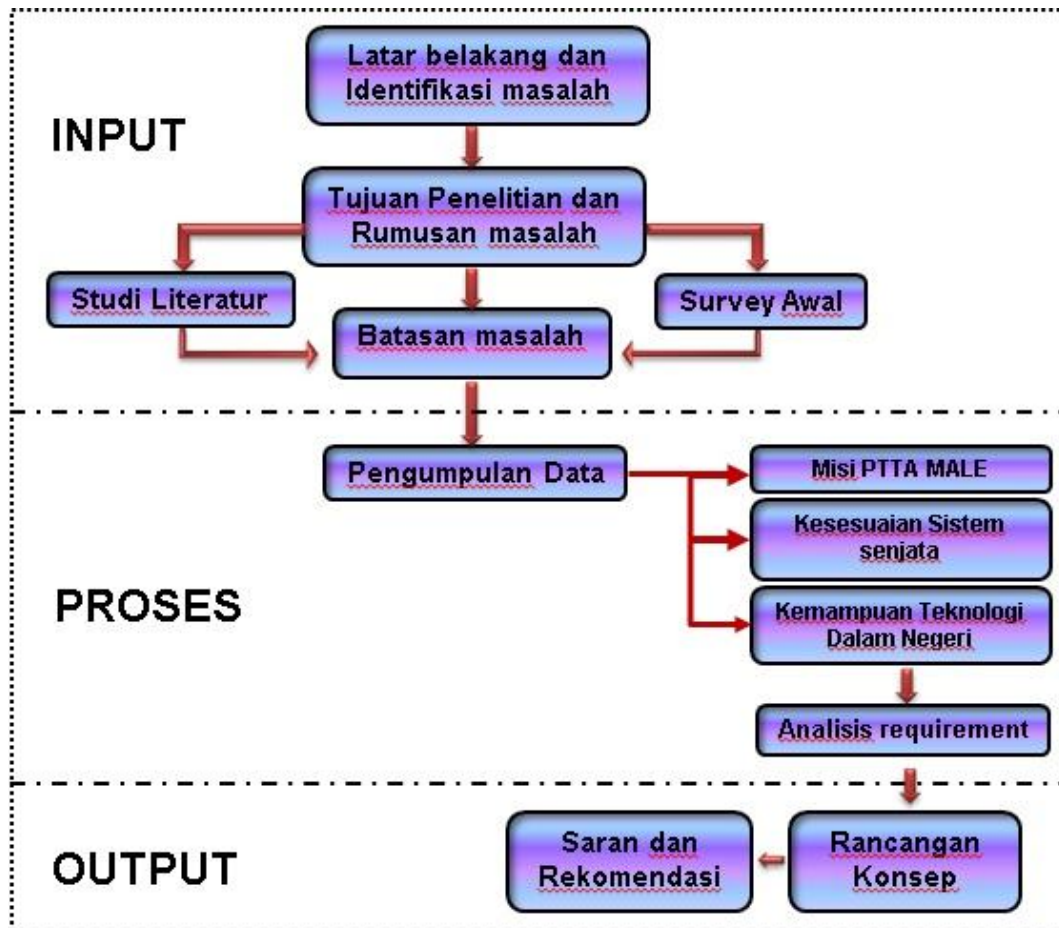 Latar belakang dan
Identifikasi masalah
INPUT
Tujuan Penelitian dan
Rumusan masalah
Studi Literatur
Survey Awal
Batasan masalah
Pengumpulan Data
Misi PTTA MALE
Kesesuaian Sistem
senjata
PROSES
Kemampuan Teknologi
Dalam Negeri
Analisis requirement
OUTPUT
Saran dan
Rekomendasi
Rancangan
Konsep